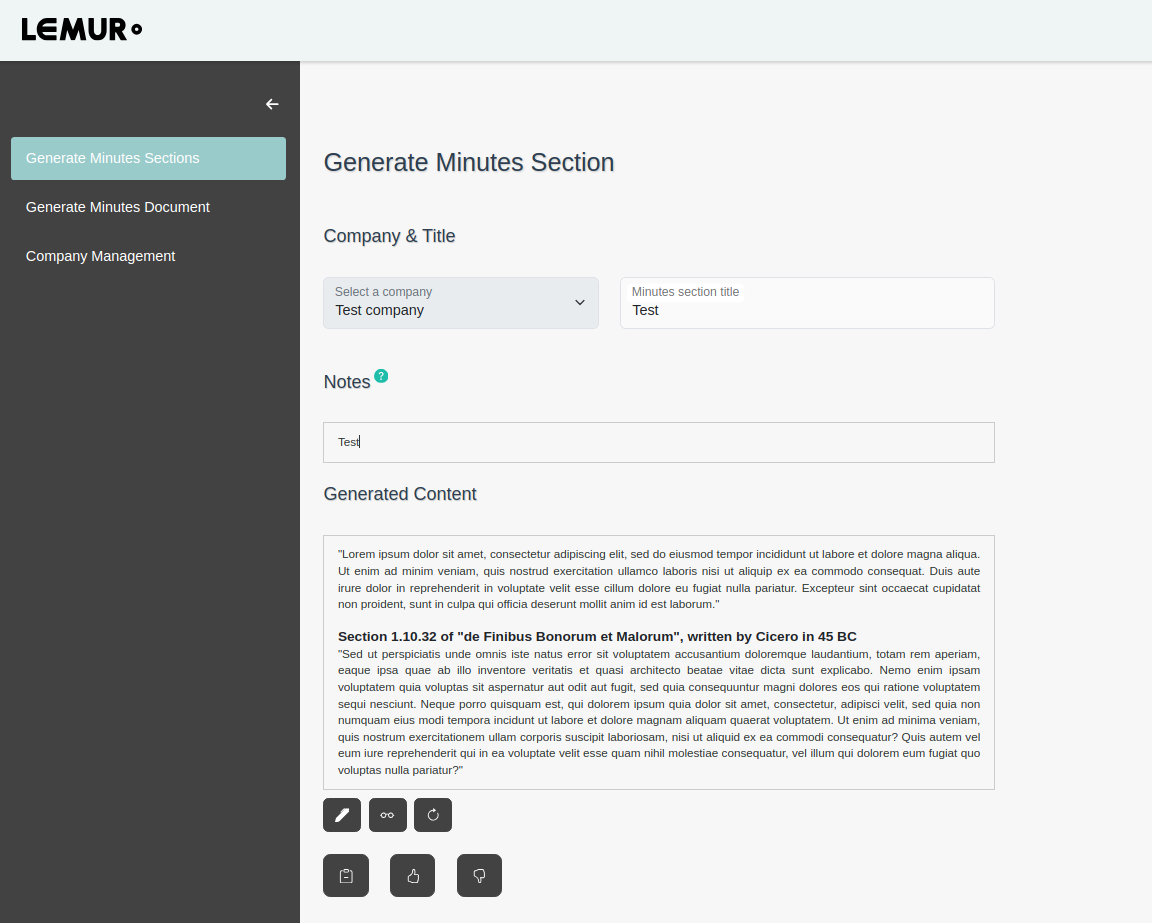 LEMUR
Generate Minutes Sections
Generate Minutes Document
Company Management
Generate Minutes Section
Company & Title
Select a company
Test company
Minutes section title
Test
Notes ?
Test
Generated Content
"Lorem ipsum dolor sit amet, consectetur adipiscing elit, sed do eiusmod tempor incididunt ut labore et dolore magna aliqua.
Ut enim ad minim veniam, quis nostrud exercitation ullamco laboris nisi ut aliquip ex ea commodo consequat. Duis aute
irure dolor in reprehenderit in voluptate velit esse cillum dolore eu fugiat nulla pariatur. Excepteur sint occaecat cupidatat
non proident, sunt in culpa qui officia deserunt mollit anim id est laborum."
Section 1.10.32 of "de Finibus Bonorum et Malorum", written by Cicero in 45 BC
"Sed ut perspiciatis unde omnis iste natus error sit voluptatem accusantium doloremque laudantium, totam rem aperiam,
eaque ipsa quae ab illo inventore veritatis et quasi architecto beatae vitae dicta sunt explicabo. Nemo enim ipsam
voluptatem quia voluptas sit aspernatur aut odit aut fugit, sed quia consequuntur magni dolores eos qui ratione voluptatem
sequi nesciunt. Neque porro quisquam est, qui dolorem ipsum quia dolor sit amet, consectetur, adipisci velit, sed quia non
numquam eius modi tempora incidunt ut labore et dolore magnam aliquam quaerat voluptatem. Ut enim ad minima veniam,
quis nostrum exercitationem ullam corporis suscipit laboriosam, nisi ut aliquid ex ea commodi consequatur? Quis autem vel
eum iure reprehenderit qui in ea voluptate velit esse quam nihil molestiae consequatur, vel illum qui dolorem eum fugiat quo
voluptas nulla pariatur?"